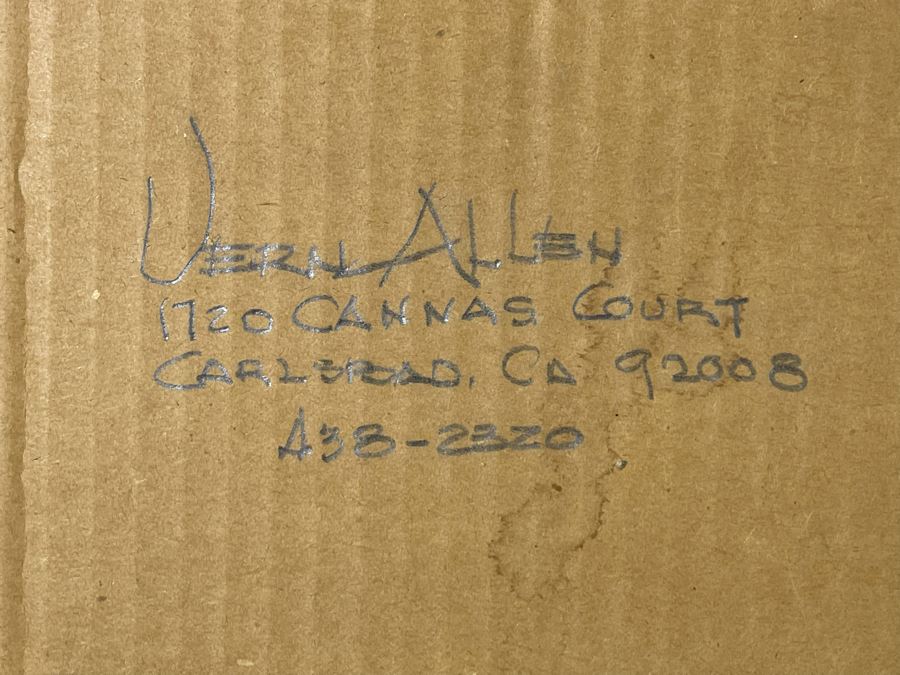 VERN ALLEN
1720 CANNAS COURT
CARLSBAD, CA 92008
438-2320